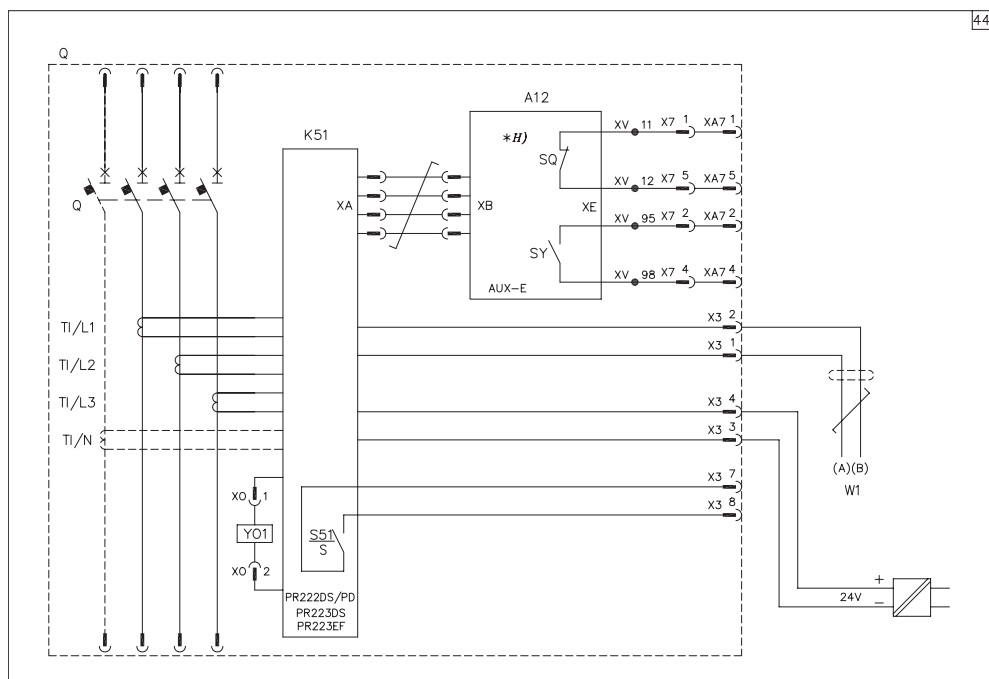 44
Q
A12
K51
*H)
XV 11 X7 1 XA7 1
SQ
XA
XB
XV 12 X7 5 XA7 5
XE
Q
XV 95 X7 2 XA7 2
SY
XV 98 X7 4 XA7 4
AUX-E
TI/L1
X3 2
TI/L2
X3 1
TI/L3
X3 4
TI/N
X3 3
(A)(B)
W1
X3 7
XO 1
X3 8
YO1
S51
S
XO 2
PR222DS/PD
PR223DS
PR223EF
+
24V
−